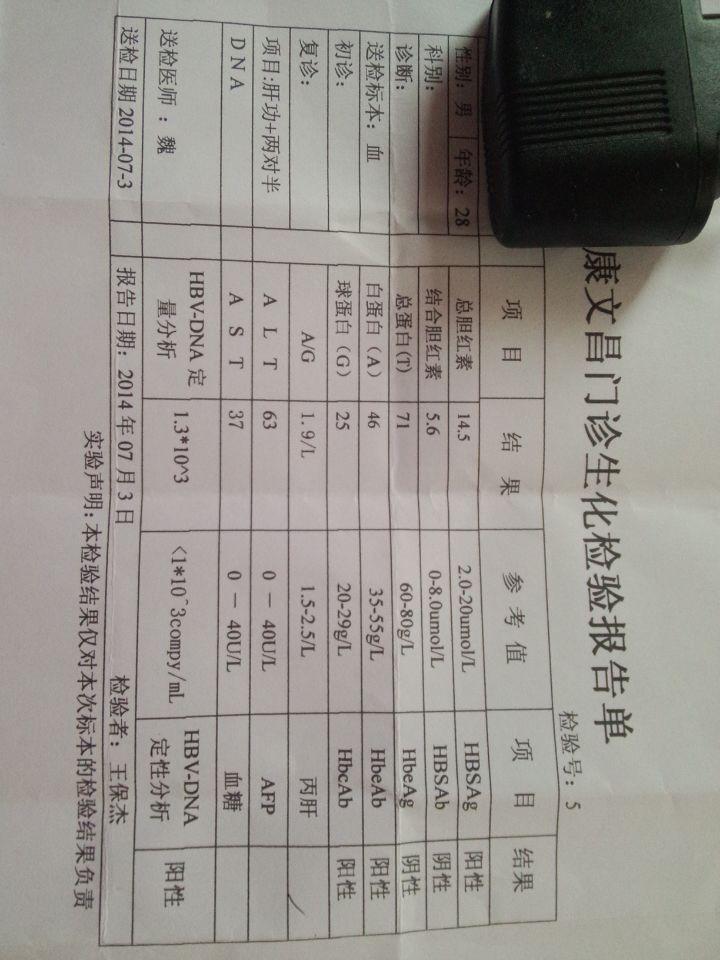 康文昌门诊生化检验报告单
检验号：5
项 目 结 果 参 考 值 项 目 结果
性别：男 年龄：28 总胆红素 14.5 2.0-20umol/L HBSAg 阳性
科别： 结合胆红素 5.6 0-8.0umol/L HBSAb 阴性
诊断： 总蛋白(T) 71 60-80g/L HbeAg 阴性
送检标本：血 白蛋白（A） 46 35-55g/L HbeAb 阳性
初诊： 球蛋白（G） 25 20-29g/L HbcAb 阳性
复诊： A/G 1.9/L 1.5-2.5/L 丙肝
项目:肝功+两对半 A L T 63 0 － 40U/L AFP
D N A A S T 37 0 － 40U/L 血糖
送检医师 ：魏 HBV-DNA 定量分析 1.3*10^3 <1*10^3compy/mL HBV-DNA 定性分析 阳性
送检日期 2014-07-3 报告日期：2014 年 07 月 3 日 检验者：王保杰
实验声明：本检验结果仅对本次标本的检验结果负责